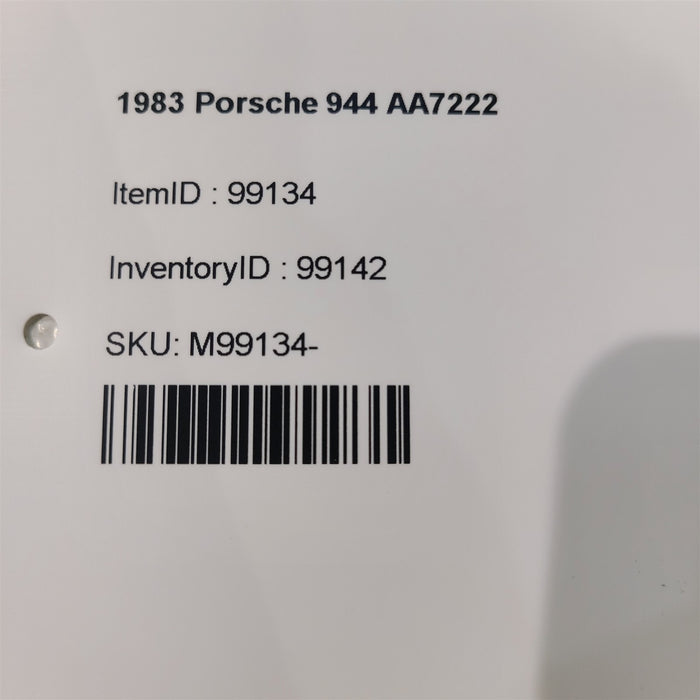 1983 Porsche 944 AA7222
ItemID : 99134
InventoryID : 99142
SKU: M99134-